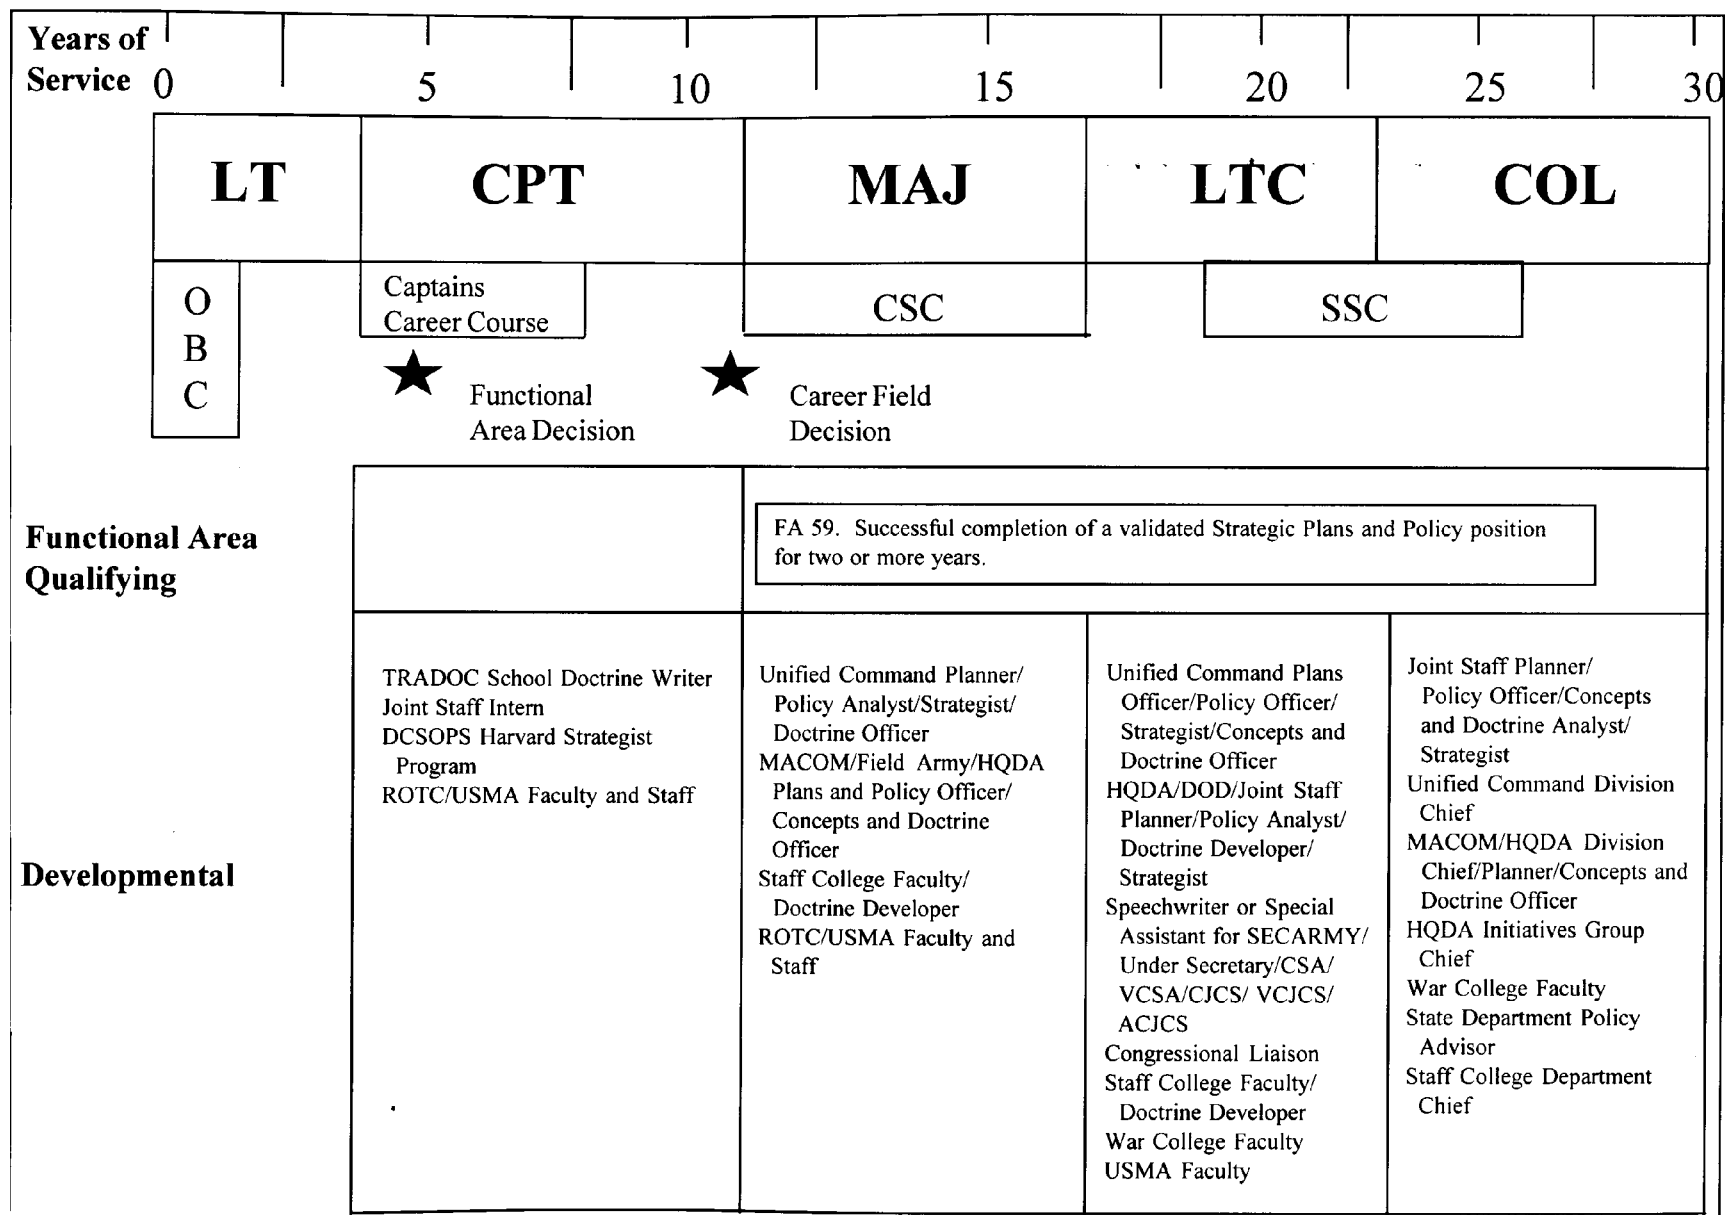 Years of
Service 0 5 10 15 20 25 30
LT CPT MAJ LTC COL
O
B
C
Captains
Career Course
CSC
SSC
Functional
Area Decision
Career Field
Decision
Functional Area
Qualifying
FA 59. Successful completion of a validated Strategic Plans and Policy position
for two or more years.
Developmental
TRADOC School Doctrine Writer
Joint Staff Intern
DCSOPS Harvard Strategist
Program
ROTC/USMA Faculty and Staff
Unified Command Planner/
Policy Analyst/Strategist/
Doctrine Officer
MACOM/Field Army/HQDA
Plans and Policy Officer/
Concepts and Doctrine
Officer
Staff College Faculty/
Doctrine Developer
ROTC/USMA Faculty and
Staff
Unified Command Plans
Officer/Policy Officer/
Strategist/Concepts and
Doctrine Officer
HQDA/DOD/Joint Staff
Planner/Policy Analyst/
Doctrine Developer/
Strategist
Speechwriter or Special
Assistant for SECARMY/
Under Secretary/CSA/
VCSA/CJCS/ VCJCS/
ACJCS
Congressional Liaison
Staff College Faculty/
Doctrine Developer
War College Faculty
USMA Faculty
Joint Staff Planner/
Policy Officer/Concepts
and Doctrine Analyst/
Strategist
Unified Command Division
Chief
MACOM/HQDA Division
Chief/Planner/Concepts and
Doctrine Officer
HQDA Initiatives Group
Chief
War College Faculty
State Department Policy
Advisor
Staff College Department
Chief